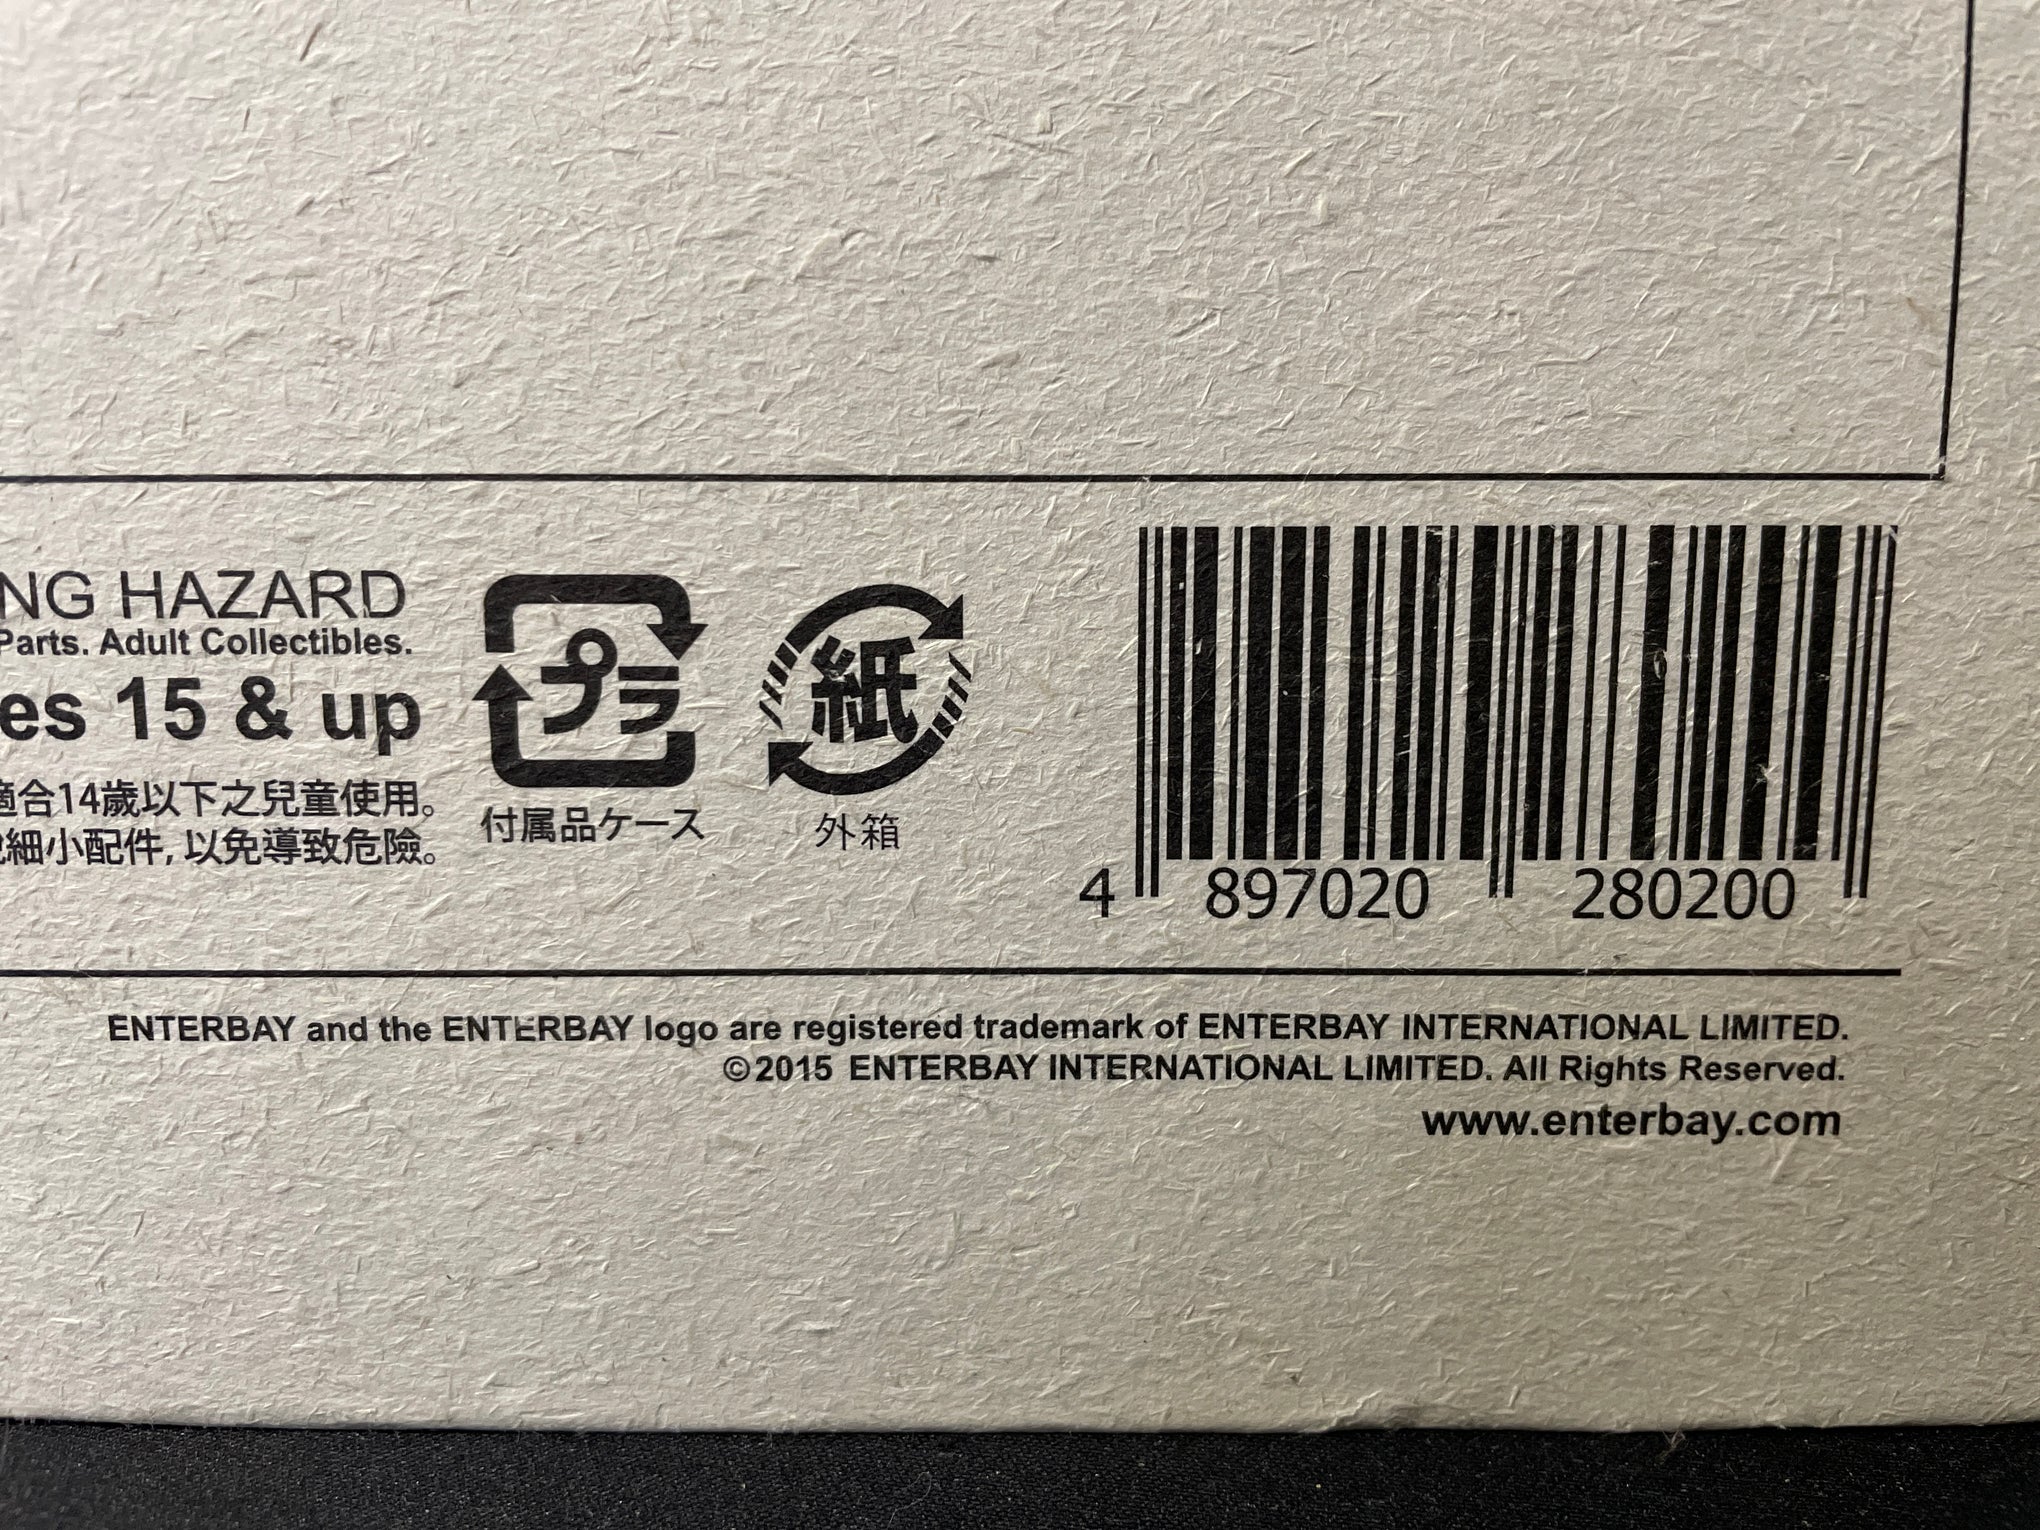 NG HAZARD
Parts. Adult Collectibles.
es 15 & up
適合14歲以下之兒童使用。
細小配件, 以免導致危險。
プラ
付属品ケース
紙
外箱
4 897020 280200
ENTERBAY and the ENTERBAY logo are registered trademark of ENTERBAY INTERNATIONAL LIMITED.
©2015 ENTERBAY INTERNATIONAL LIMITED. All Rights Reserved.
www.enterbay.com